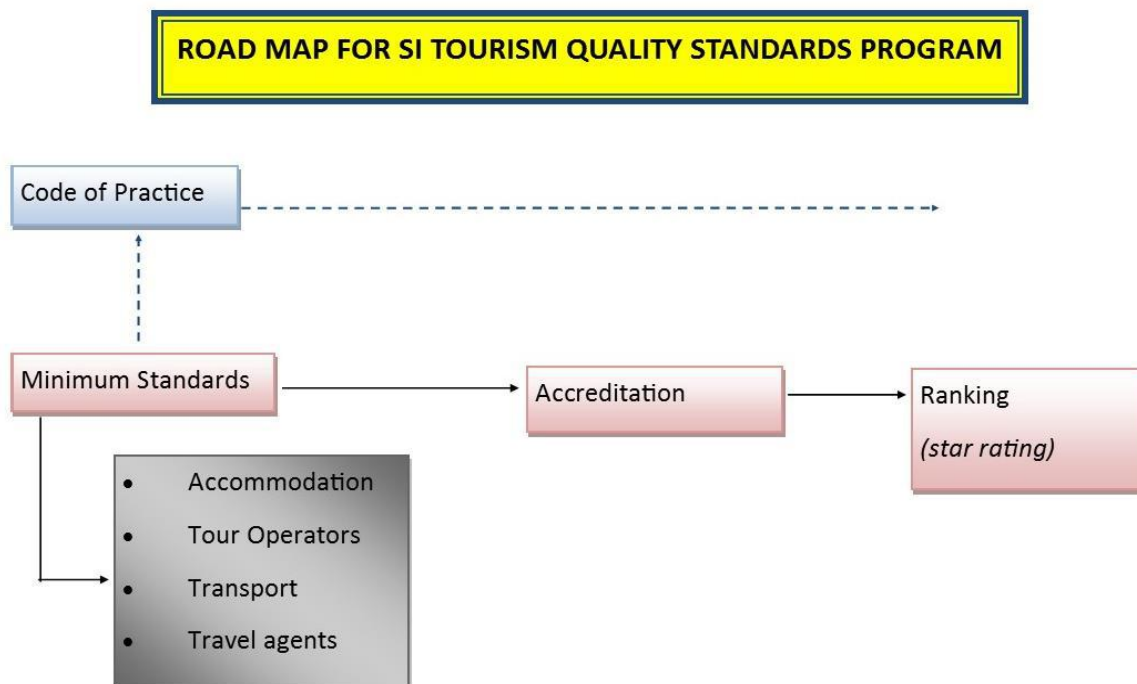 ROAD MAP FOR SI TOURISM QUALITY STANDARDS PROGRAM
Code of Practice
Minimum Standards
Accreditation
Ranking
(star rating)
• Accommodation
• Tour Operators
• Transport
• Travel agents